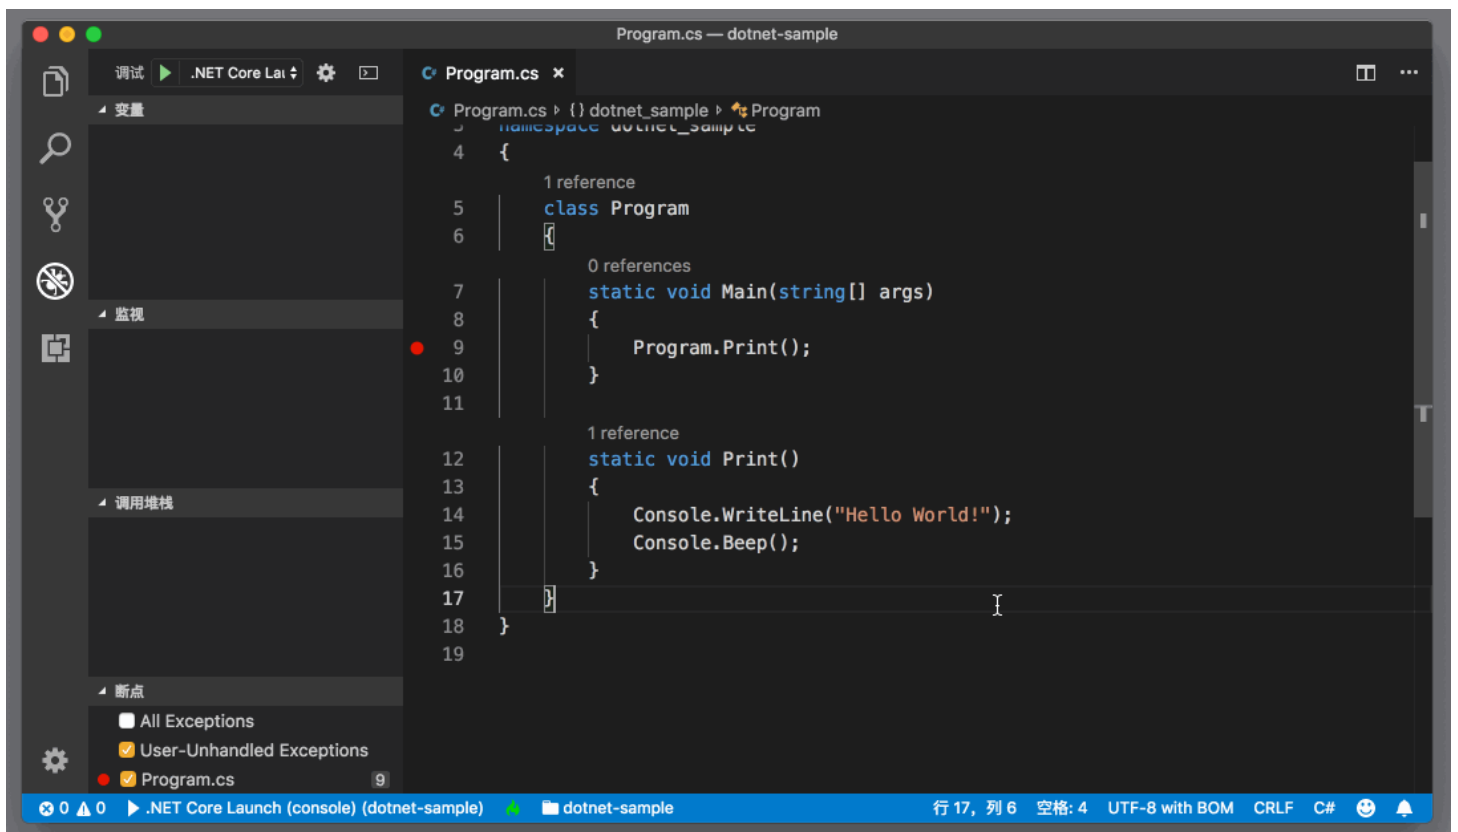 Program.cs — dotnet-sample
调试 .NET Core Lau
变量
监视
调用堆栈
断点
All Exceptions
User-Unhandled Exceptions
Program.cs 9
Program.cs ×
Program.cs {} dotnet_sample Program
3 namespace dotnet_sample
4 {
1 reference
5 class Program
6 {
0 references
7 static void Main(string[] args)
8 {
9 Program.Print();
10 }
11
1 reference
12 static void Print()
13 {
14 Console.WriteLine("Hello World!");
15 Console.Beep();
16 }
17 }
18 }
19
0 0 .NET Core Launch (console) (dotnet-sample) dotnet-sample 行 17，列 6 空格: 4 UTF-8 with BOM CRLF C#